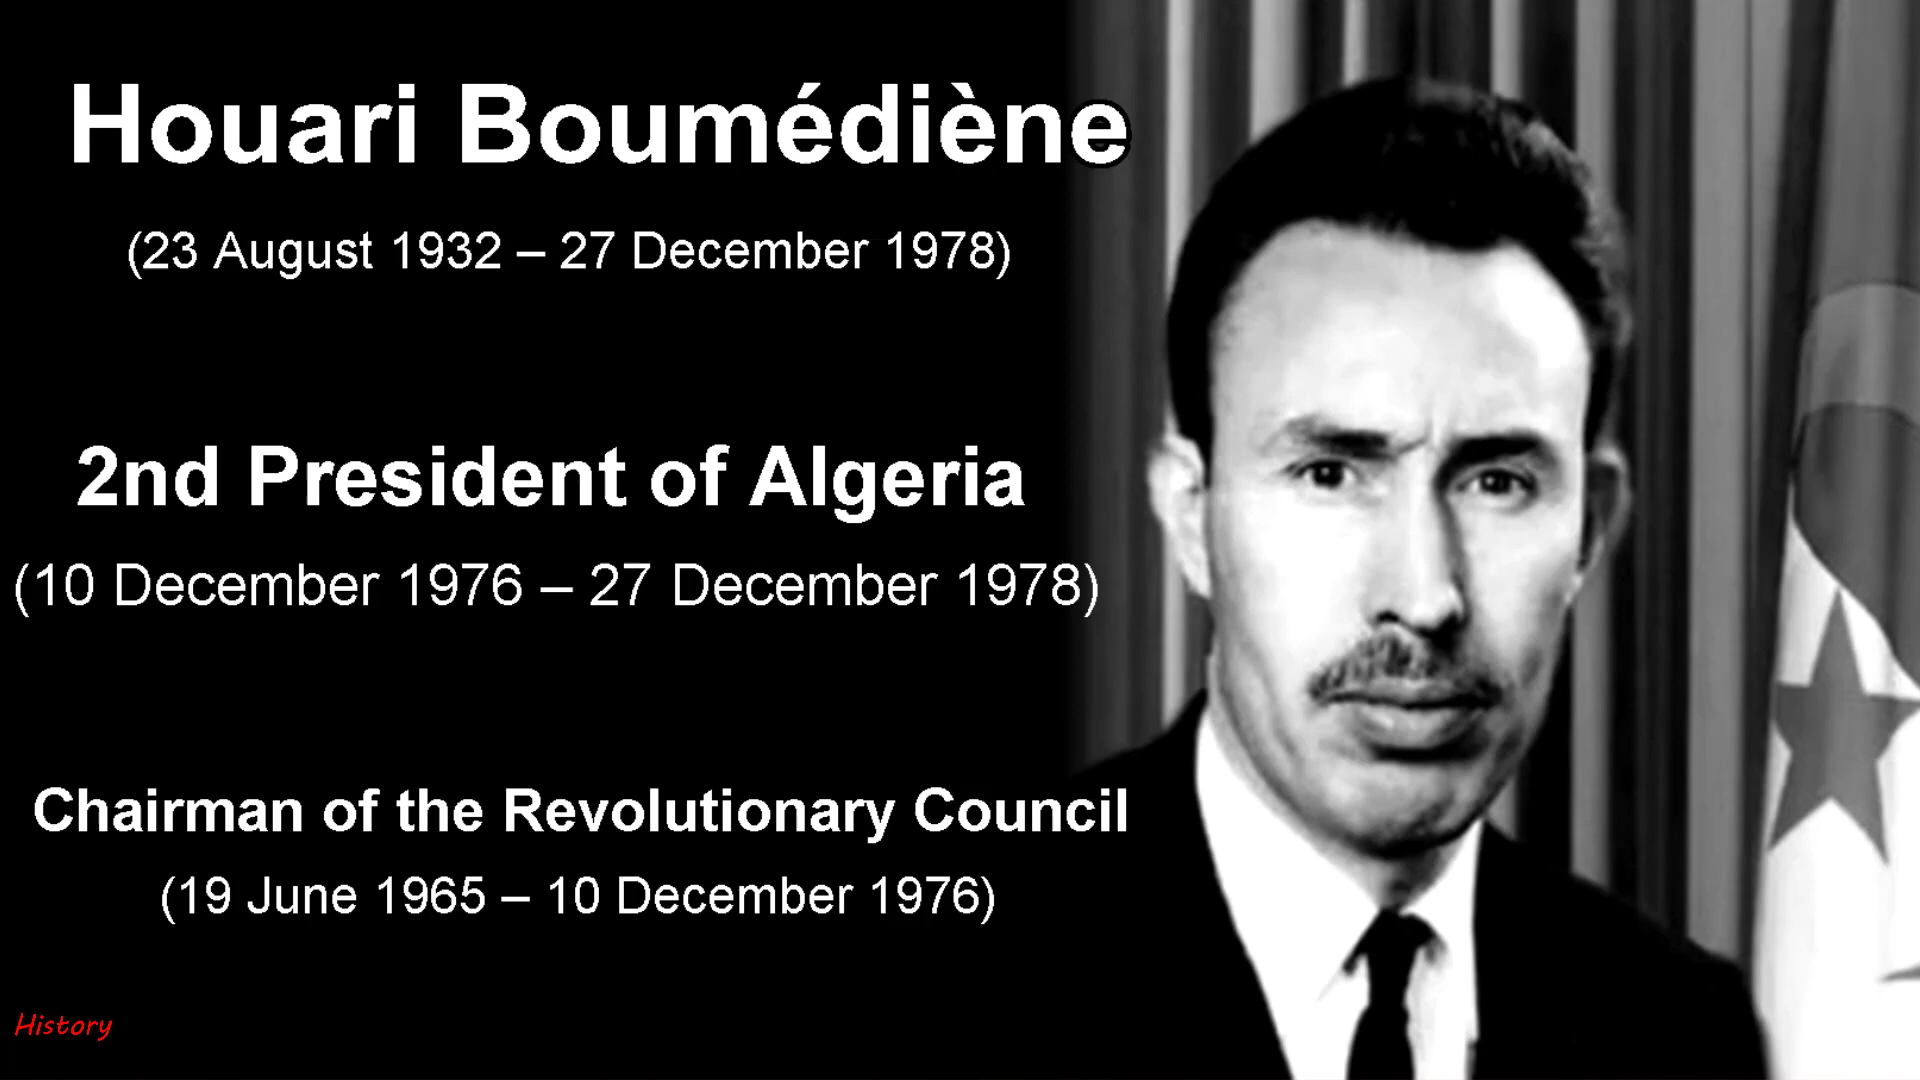 Houari Boumédiène
(23 August 1932 – 27 December 1978)
2nd President of Algeria
(10 December 1976 – 27 December 1978)
Chairman of the Revolutionary Council
(19 June 1965 – 10 December 1976)
History